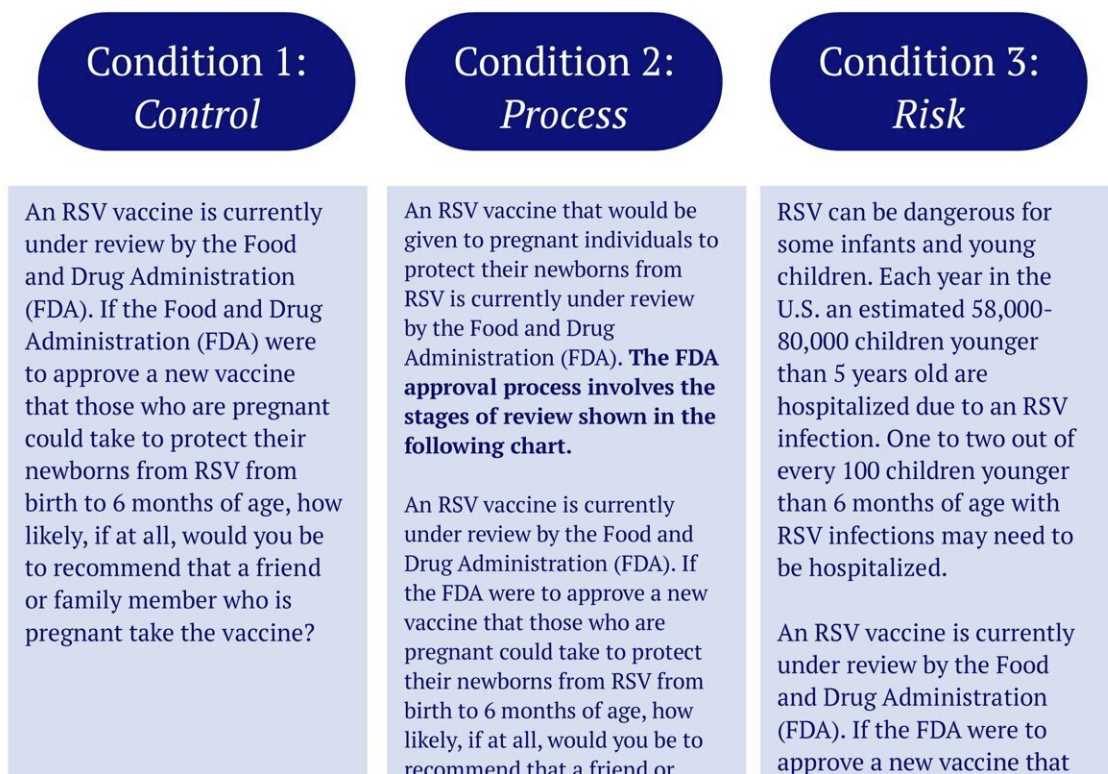 Condition 1:
Control
An RSV vaccine is currently
under review by the Food
and Drug Administration
(FDA). If the Food and Drug
Administration (FDA) were
to approve a new vaccine
that those who are pregnant
could take to protect their
newborns from RSV from
birth to 6 months of age, how
likely, if at all, would you be
to recommend that a friend
or family member who is
pregnant take the vaccine?
Condition 2:
Process
An RSV vaccine that would be
given to pregnant individuals to
protect their newborns from
RSV is currently under review
by the Food and Drug
Administration (FDA). The FDA
approval process involves the
stages of review shown in the
following chart.
An RSV vaccine is currently
under review by the Food and
Drug Administration (FDA). If
the FDA were to approve a new
vaccine that those who are
pregnant could take to protect
their newborns from RSV from
birth to 6 months of age, how
likely, if at all, would you be to
recommend that a friend or
Condition 3:
Risk
RSV can be dangerous for
some infants and young
children. Each year in the
U.S. an estimated 58,000-
80,000 children younger
than 5 years old are
hospitalized due to an RSV
infection. One to two out of
every 100 children younger
than 6 months of age with
RSV infections may need to
be hospitalized.
An RSV vaccine is currently
under review by the Food
and Drug Administration
(FDA). If the FDA were to
approve a new vaccine that